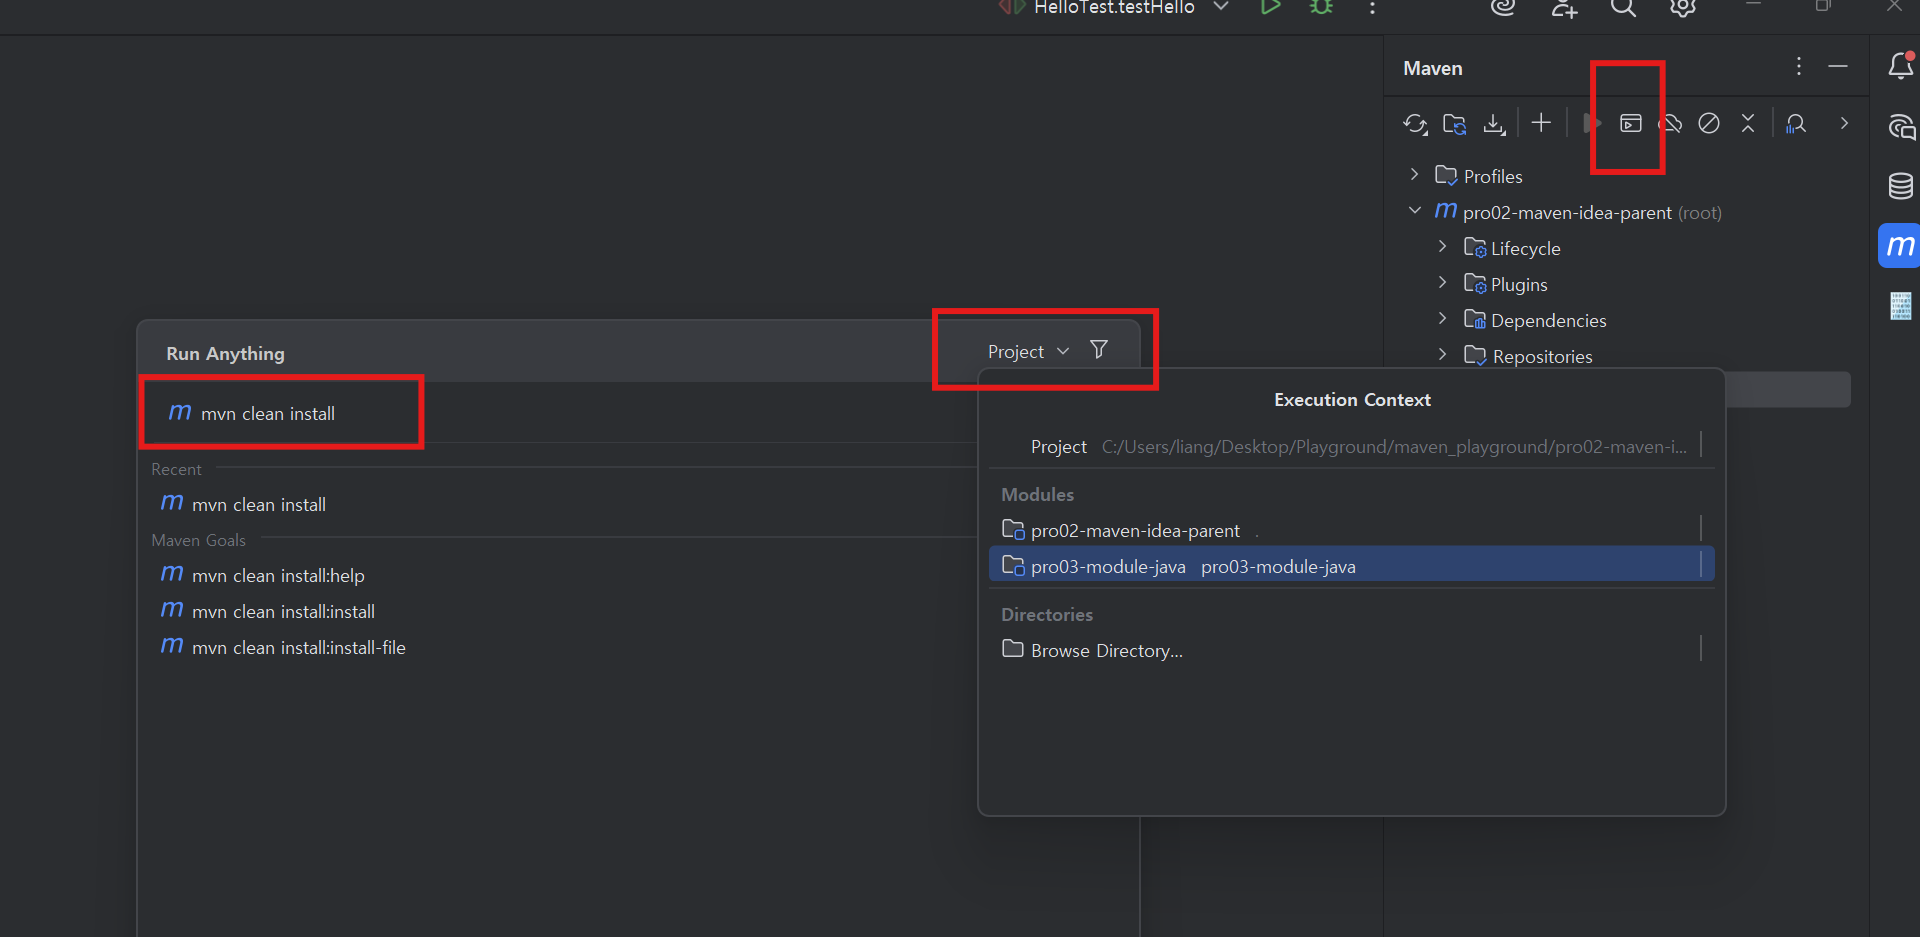 HelloTest.testHello
Maven
Profiles
m pro02-maven-idea-parent (root)
Lifecycle
Plugins
Dependencies
Repositories
m
Run Anything
Project
m mvn clean install
Recent
m mvn clean install
Maven Goals
m mvn clean install:help
m mvn clean install:install
m mvn clean install:install-file
Execution Context
Project C:/Users/liang/Desktop/Playground/maven_playground/pro02-maven-i...
Modules
pro02-maven-idea-parent .
pro03-module-java pro03-module-java
Directories
Browse Directory...